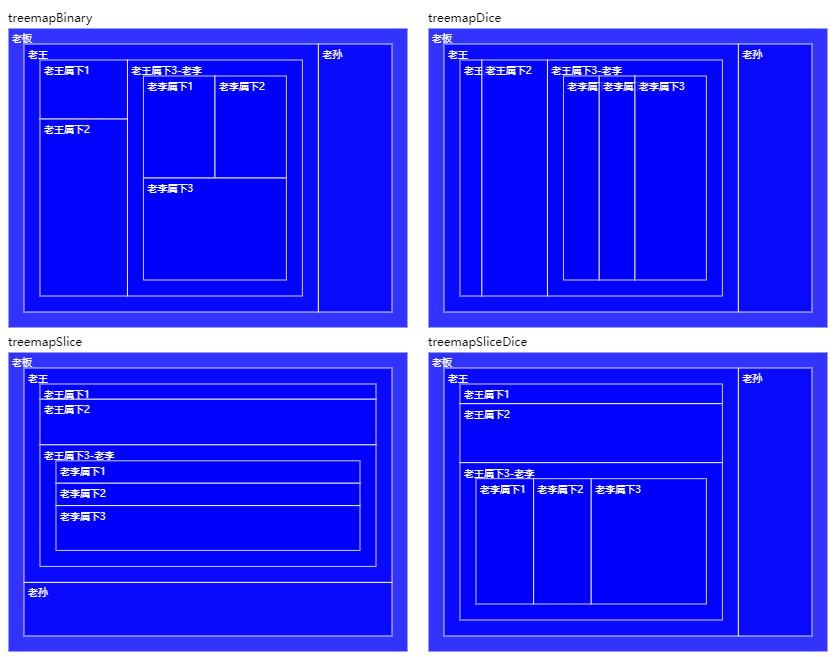 treemapBinary
老板
老王
老王属下1
老王属下2
老王属下3-老李
老李属下1
老李属下2
老李属下3
老孙
treemapDice
老板
老王
老王
老王属下2
老王属下3-老李
老李属
老李属
老李属下3
老孙
treemapSlice
老板
老王
老王属下1
老王属下2
老王属下3-老李
老李属下1
老李属下2
老李属下3
老孙
treemapSliceDice
老板
老王
老王属下1
老王属下2
老王属下3-老李
老李属下1
老李属下2
老李属下3
老孙